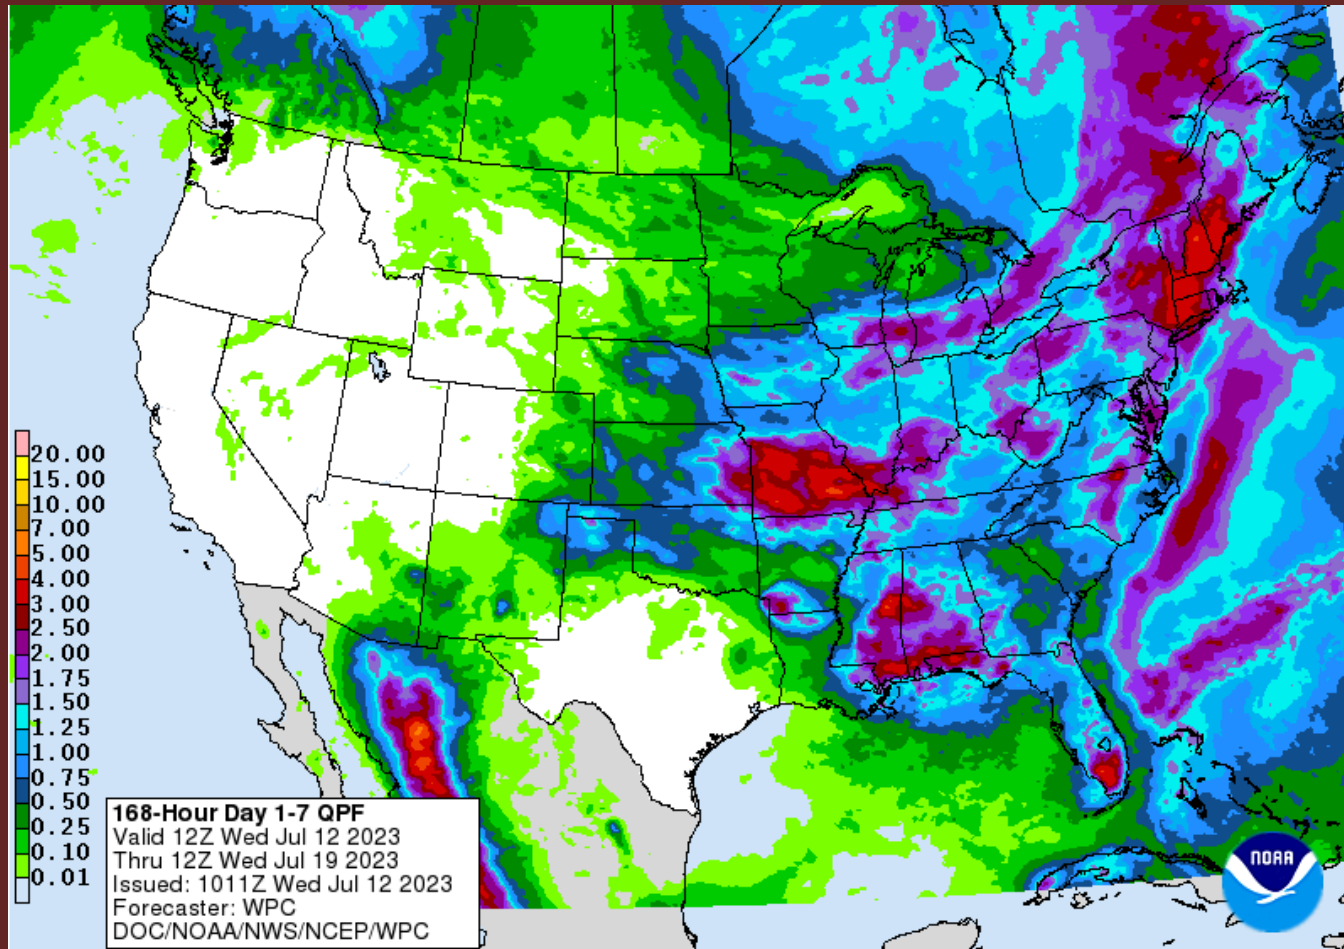 20.00
15.00
10.00
7.00
5.00
4.00
3.00
2.50
2.00
1.75
1.50
1.25
1.00
0.75
0.50
0.25
0.10
0.01
168-Hour Day 1-7 QPF
Valid 12Z Wed Jul 12 2023
Thru 12Z Wed Jul 19 2023
Issued: 1011Z Wed Jul 12 2023
Forecaster: WPC
DOC/NOAA/NWS/NCEP/WPC
NOAA